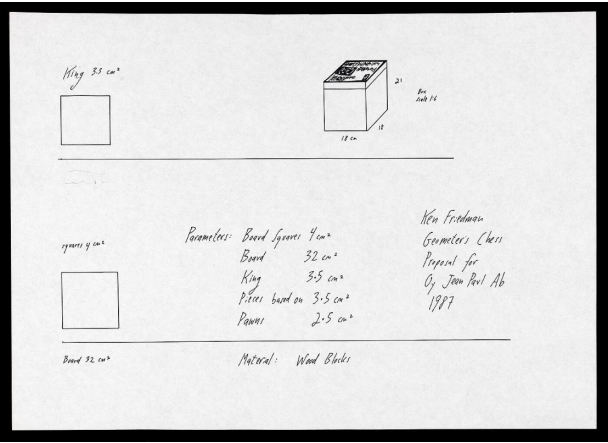 King 3.5 cm²
21
Box
Scale 1:6
18
18 cm
squares 4 cm²
Parameters: Board Squares 4 cm²
Board 32 cm²
King 3.5 cm²
Pieces based on 3.5 cm²
Pawns 2.5 cm²
Ken Friedman
Geometer's Chess
Proposal for
Oy Jean Paul Ab
1987
Board 32 cm²
Material: Wood Blocks